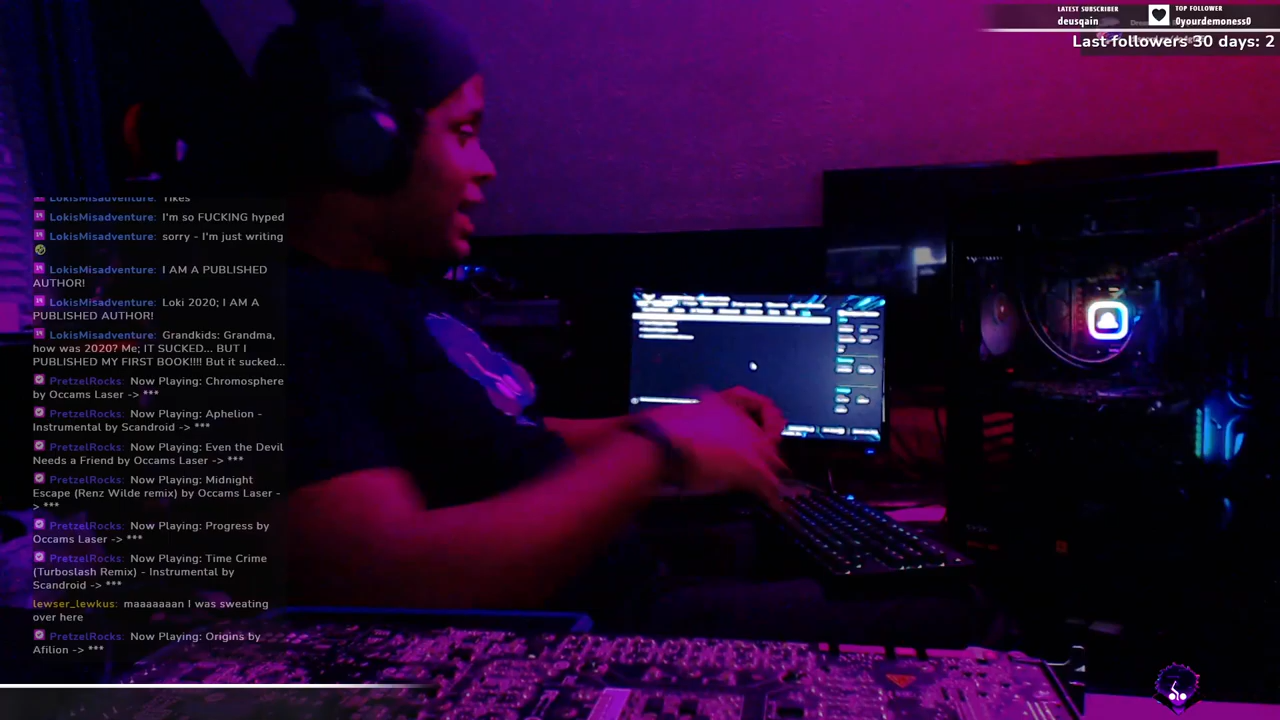 LATEST SUBSCRIBER
deusqain
TOP FOLLOWER
0yourdemoness0
Last followers 30 days: 2
LokisMisadventure: Yikes
LokisMisadventure: I'm so FUCKING hyped
LokisMisadventure: sorry - I'm just writing
LokisMisadventure: I AM A PUBLISHED
AUTHOR!
LokisMisadventure: Loki 2020; I AM A
PUBLISHED AUTHOR!
LokisMisadventure: Grandkids: Grandma,
how was 2020? Me; IT SUCKED... BUT I
PUBLISHED MY FIRST BOOK!!!! But it sucked...
PretzelRocks: Now Playing: Chromosphere
by Occams Laser -> ***
PretzelRocks: Now Playing: Aphelion -
Instrumental by Scandroid -> ***
PretzelRocks: Now Playing: Even the Devil
Needs a Friend by Occams Laser -> ***
PretzelRocks: Now Playing: Midnight
Escape (Renz Wilde remix) by Occams Laser -
> ***
PretzelRocks: Now Playing: Progress by
Occams Laser -> ***
PretzelRocks: Now Playing: Time Crime
(Turboslash Remix) - Instrumental by
Scandroid -> ***
lewser_lewkus: maaaaaaan I was sweating
over here
PretzelRocks: Now Playing: Origins by
Afilion -> ***